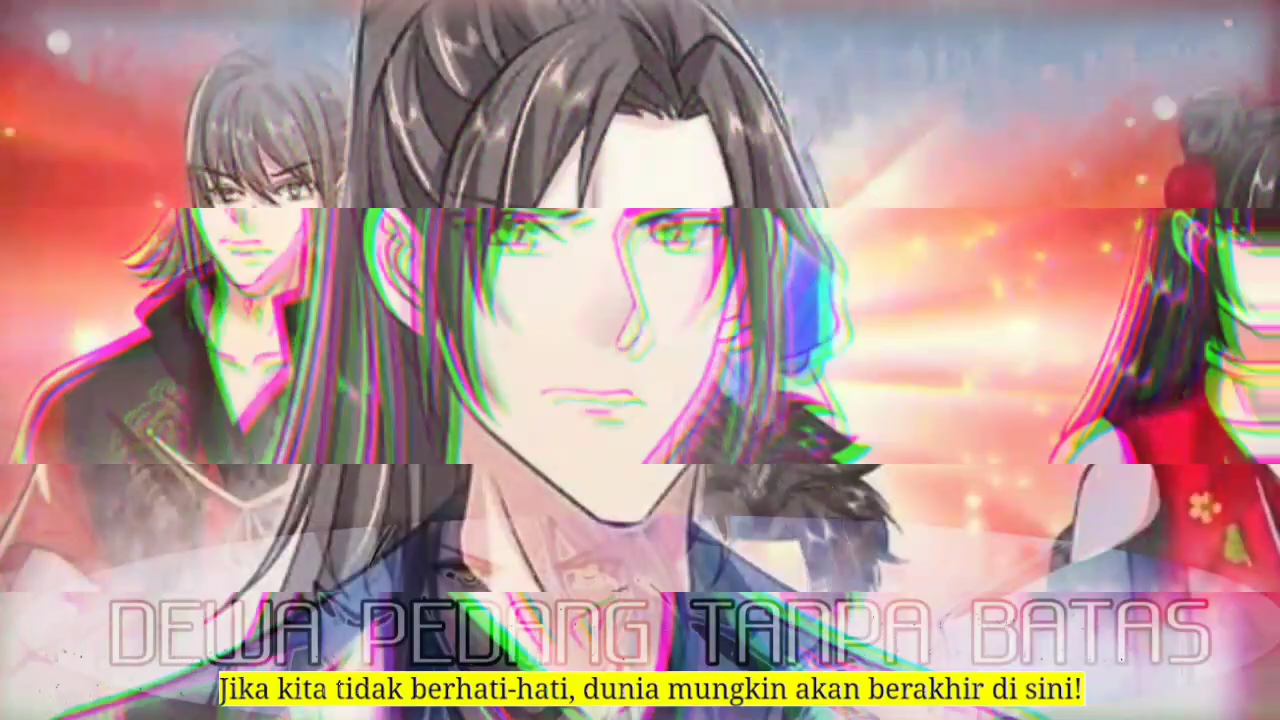 DEWA PEDANG TANPA BATAS
Jika kita tidak berhati-hati, dunia mungkin akan berakhir di sini!